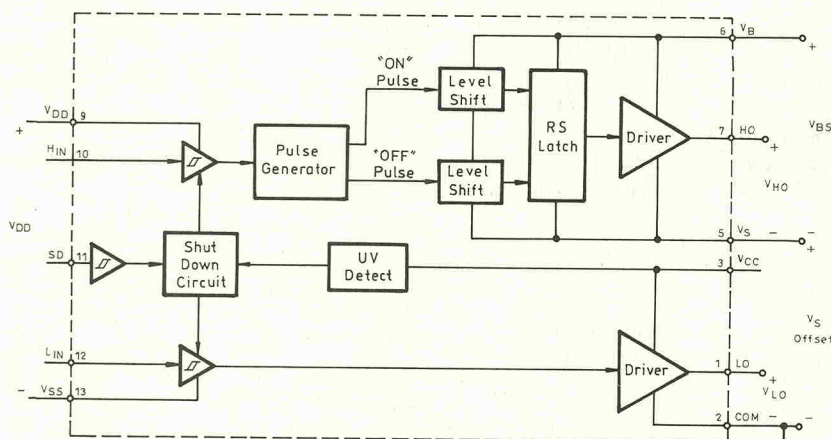 6 VB
+
"ON"
Pulse
Level
Shift
VDD 9
+
HIN 10
Pulse
Generator
RS
Latch
Driver
7 HO
+
VBS
"OFF"
Pulse
Level
Shift
VHO
VDD
Shut
Down
Circuit
UV
Detect
5 VS - -
+
3 VCC
SD 11
VS
Offset
LIN 12
Driver
1 LO
+
VLO
- VSS 13
2 COM - -